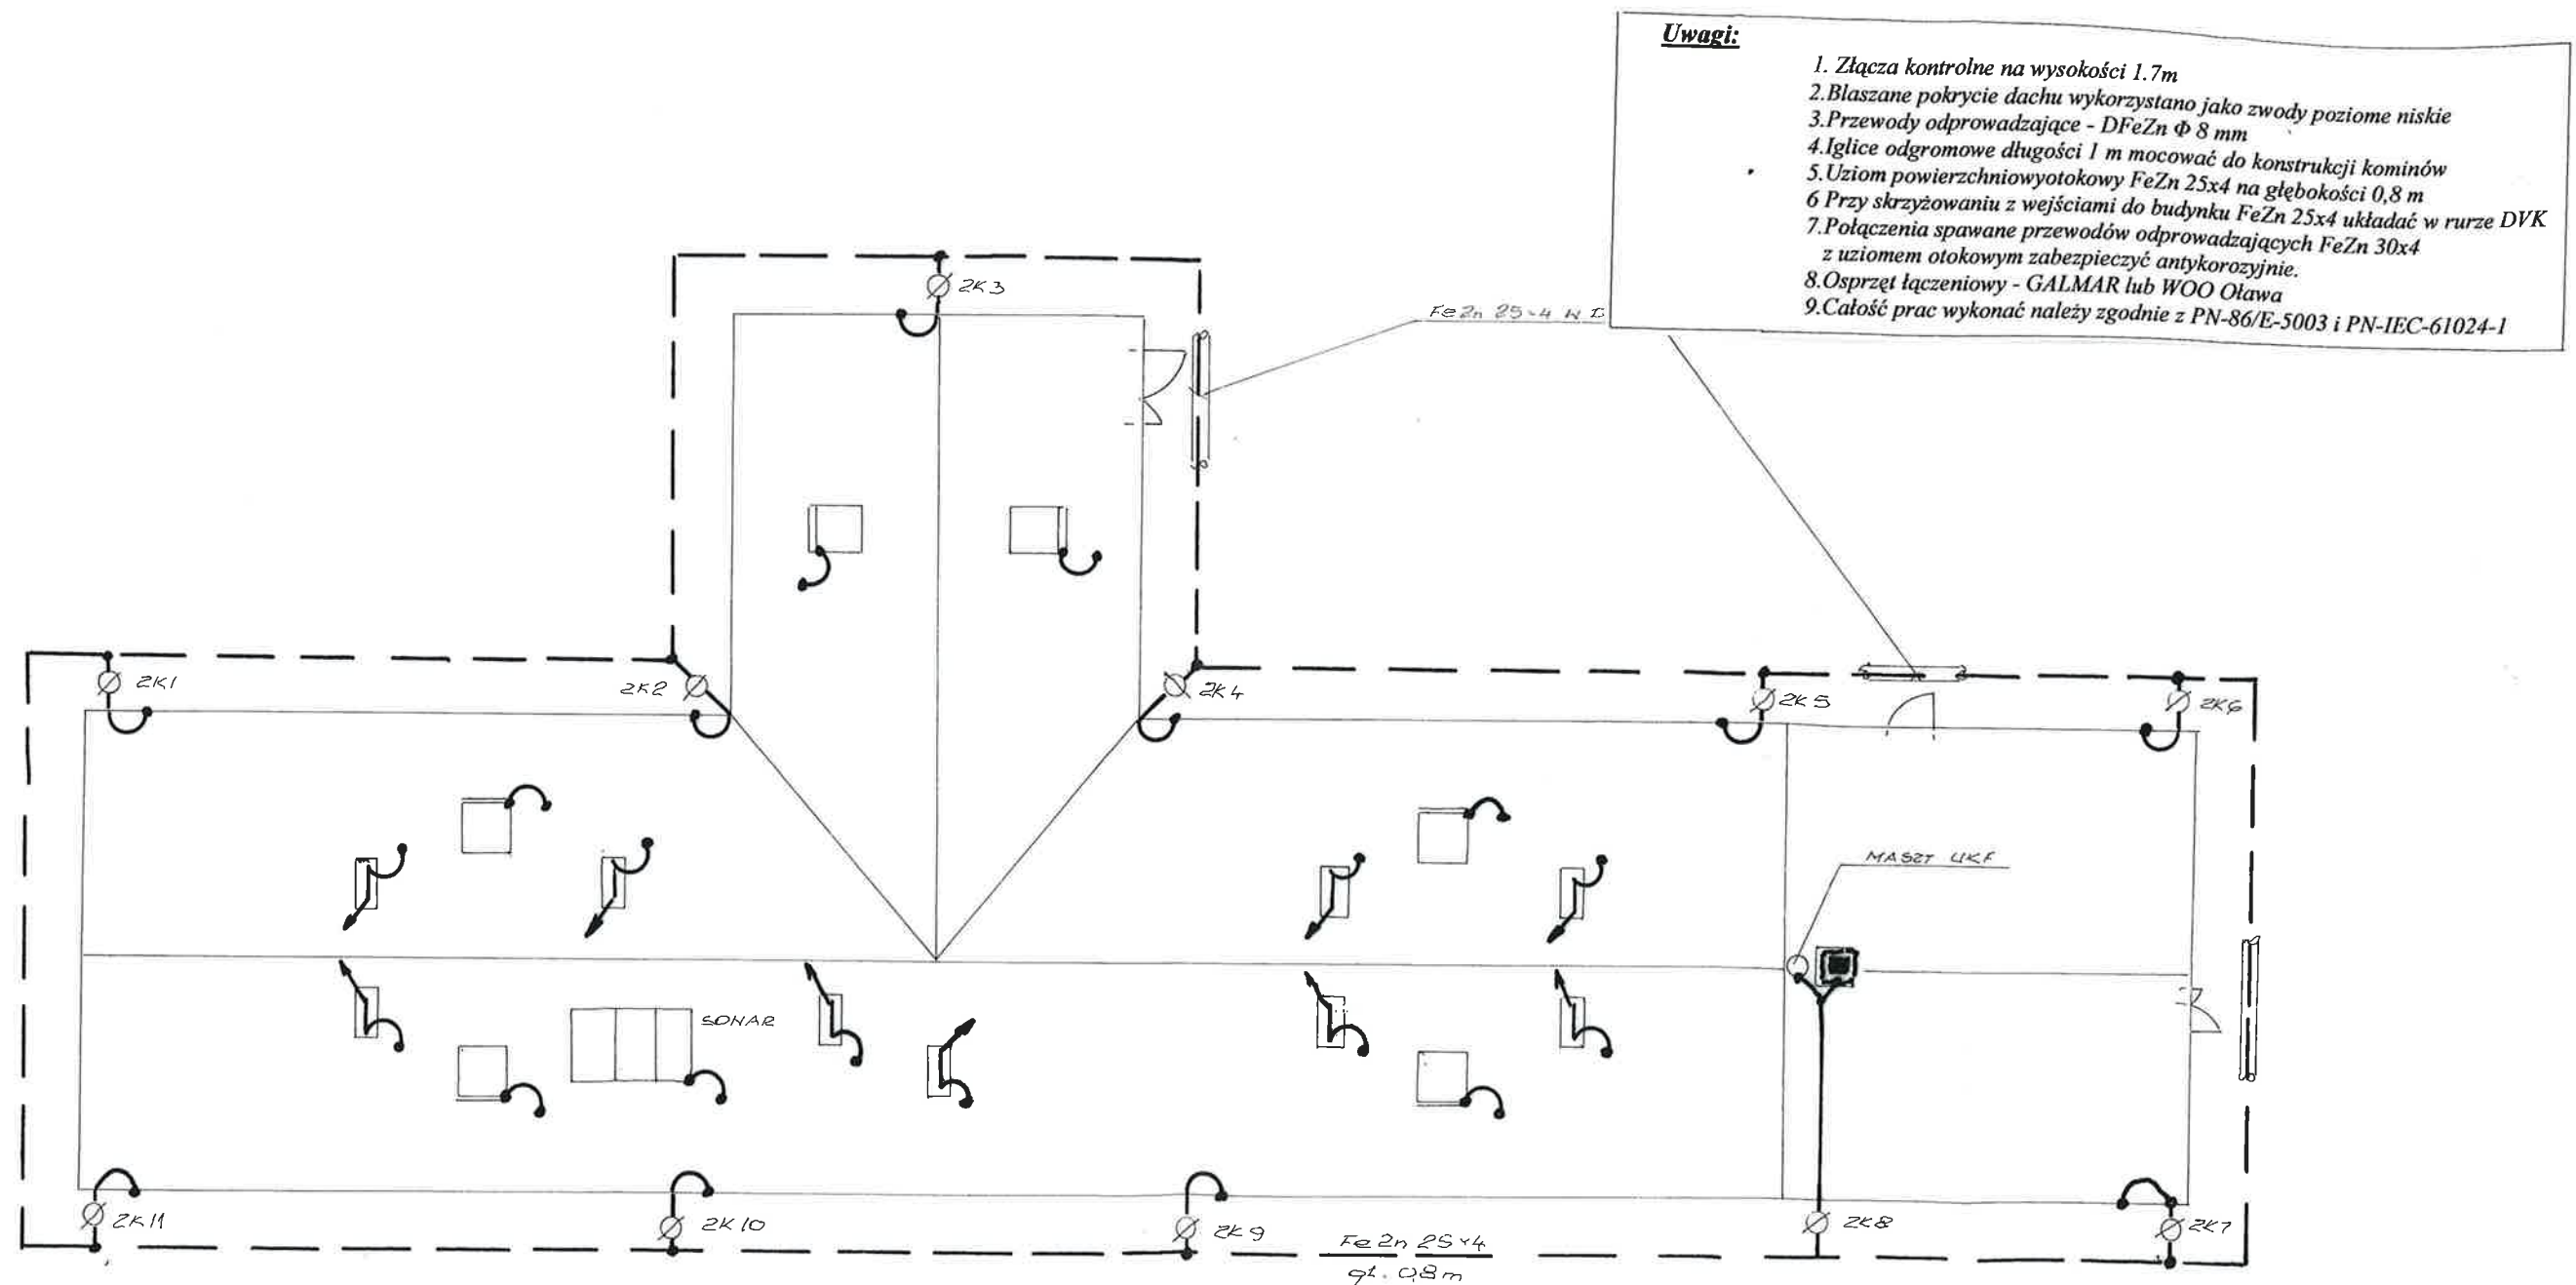 Uwagi:
1. Złącza kontrolne na wysokości 1.7m
2.Blaszane pokrycie dachu wykorzystano jako zwody poziome niskie
3.Przewody odprowadzające - DFeZn Φ 8 mm
4.Iglice odgromowe długości 1 m mocować do konstrukcji kominów
5.Uziom powierzchniowyotokowy FeZn 25x4 na głębokości 0,8 m
6 Przy skrzyżowaniu z wejściami do budynku FeZn 25x4 układać w rurze DVK
7.Połączenia spawane przewodów odprowadzających FeZn 30x4
z uziomem otokowym zabezpieczyć antykorozyjnie.
8.Osprzęt łączeniowy - GALMAR lub WOO Oława
9.Całość prac wykonać należy zgodnie z PN-86/E-5003 i PN-IEC-61024-1
ZK3
FeZn 25x4 W D
ZK1
ZK2
ZK4
ZK5
ZK6
MASZT UKF
SONAR
ZK11
ZK10
ZK9
ZK8
ZK7
FeZn 25x4
gł. 0,8m